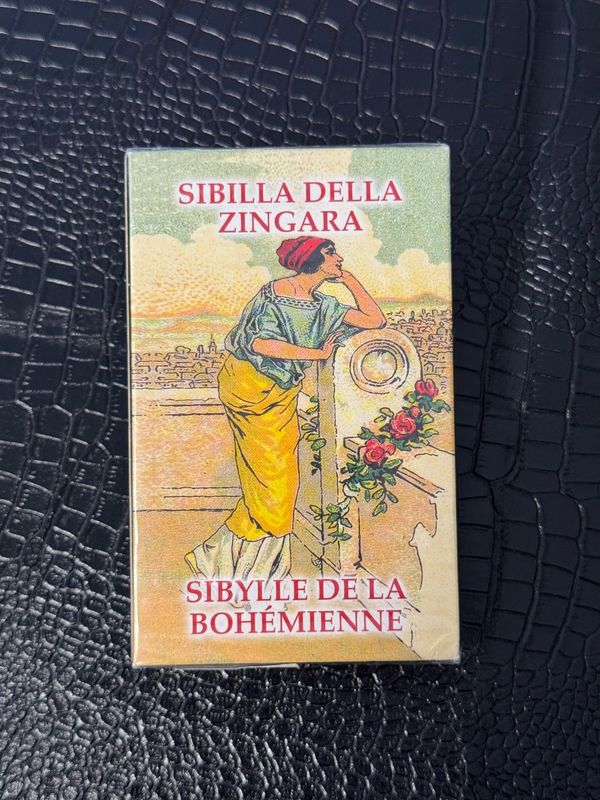 SIBILLA DELLA
ZINGARA
SIBYLLE DE LA
BOHÉMIENNE